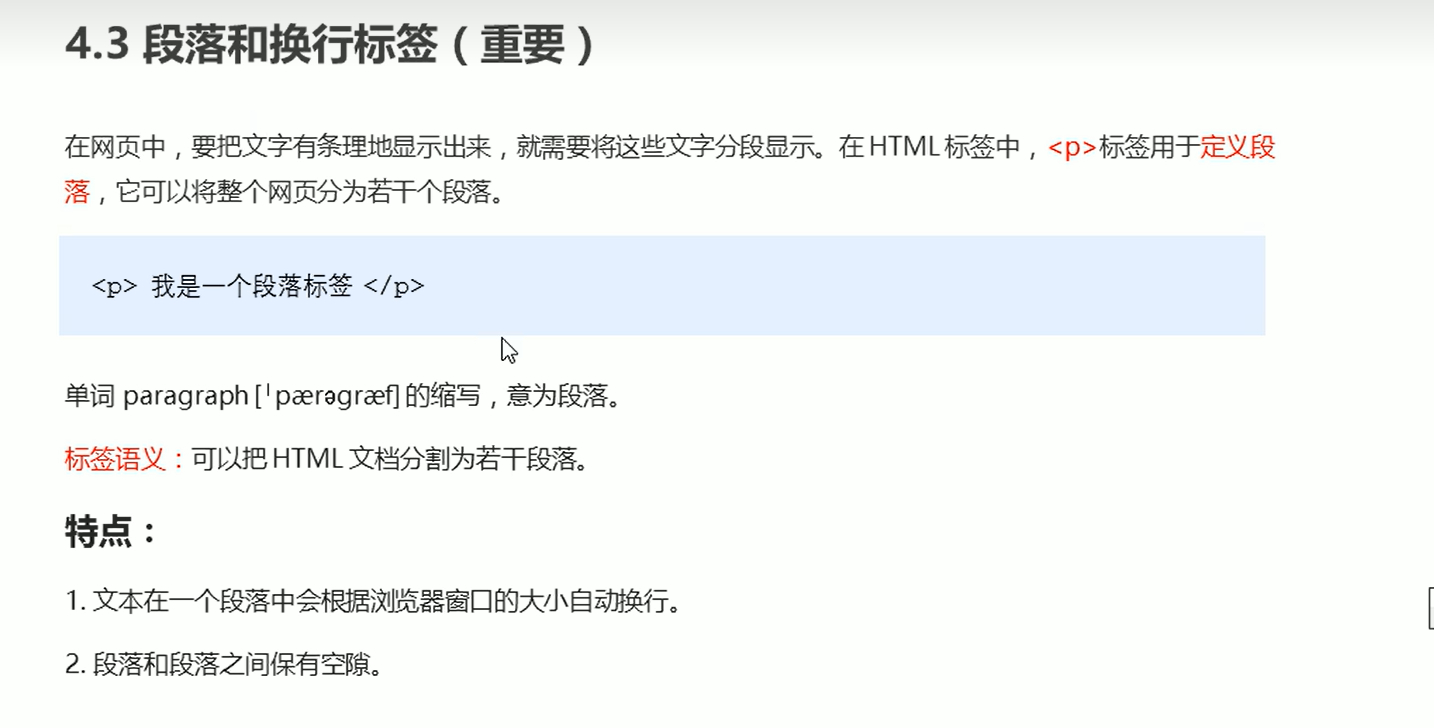 4.3 段落和换行标签（重要）
在网页中，要把文字有条理地显示出来，就需要将这些文字分段显示。在 HTML 标签中，<p>标签用于定义段
落，它可以将整个网页分为若干个段落。
<p> 我是一个段落标签 </p>
单词 paragraph [ˈpærəgræf] 的缩写，意为段落。
标签语义：可以把 HTML 文档分割为若干段落。
特点：
1. 文本在一个段落中会根据浏览器窗口的大小自动换行。
2. 段落和段落之间保有空隙。